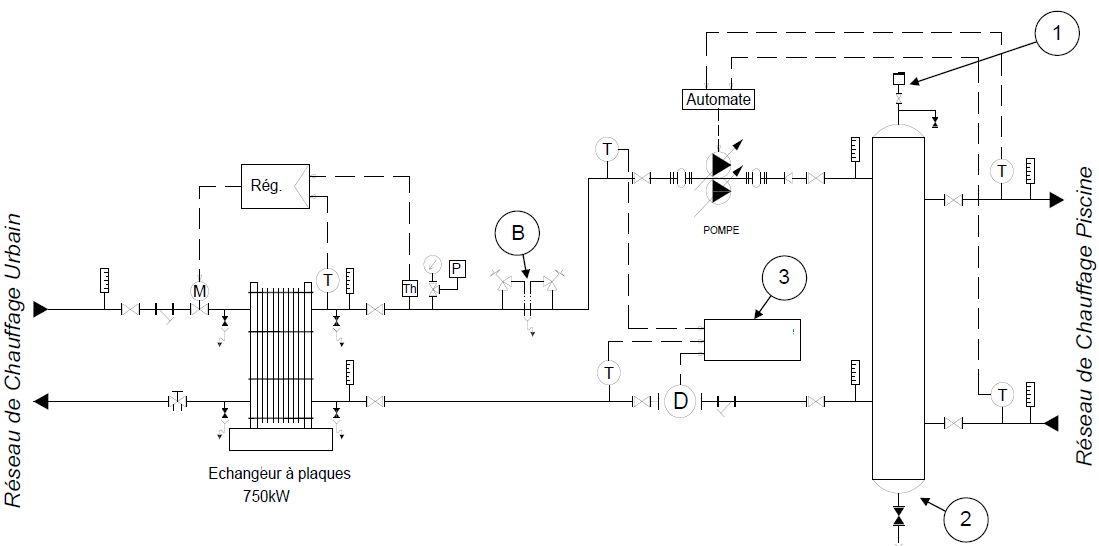 1
Automate
T
T
Rég.
POMPE
B
Réseau de Chauffage Urbain
Réseau de Chauffage Piscine
M
T
Th
P
3
T
D
T
Echangeur à plaques
750kW
2